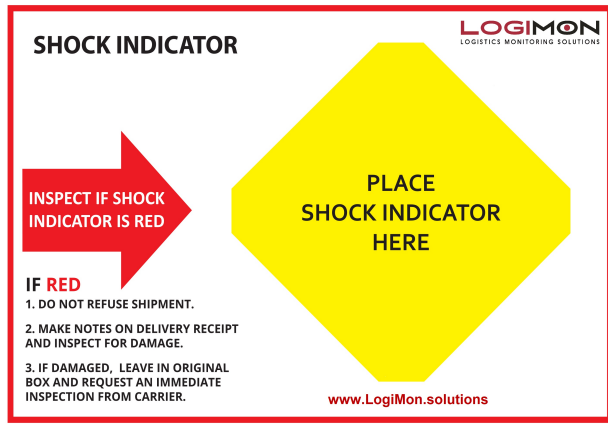 SHOCK INDICATOR
LOGIMON
LOGISTICS MONITORING SOLUTIONS
INSPECT IF SHOCK
INDICATOR IS RED
PLACE
SHOCK INDICATOR
HERE
IF RED
1. DO NOT REFUSE SHIPMENT.
2. MAKE NOTES ON DELIVERY RECEIPT
AND INSPECT FOR DAMAGE.
3. IF DAMAGED, LEAVE IN ORIGINAL
BOX AND REQUEST AN IMMEDIATE
INSPECTION FROM CARRIER.
www.LogiMon.solutions